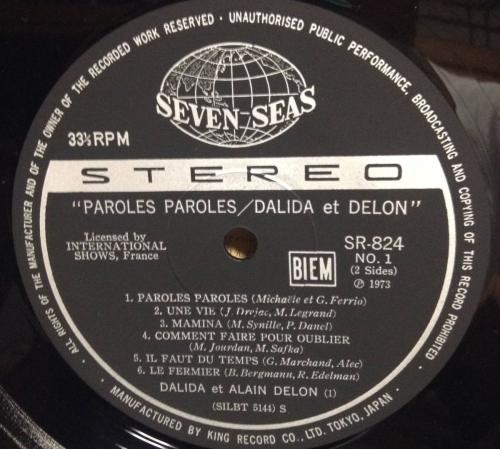 ALL RIGHTS OF THE MANUFACTURER AND OF THE OWNER OF THE RECORDED WORK RESERVED · UNAUTHORISED PUBLIC PERFORMANCE, BROADCASTING AND COPYING OF THIS RECORD PROHIBITED.
SEVEN SEAS
33⅓RPM
STEREO
"PAROLES PAROLES/DALIDA et DELON"
Licensed by
INTERNATIONAL
SHOWS, France
BIEM
SR-824
NO. 1
(2 Sides)
℗ 1973
1. PAROLES PAROLES (Michaële et G. Ferrio)
2. UNE VIE (J. Drejac, M. Legrand)
3. MAMINA (M. Synille, P. Danel)
4. COMMENT FAIRE POUR OUBLIER
(M. Jourdan, M. Safka)
5. IL FAUT DU TEMPS (G. Marchand, Alec)
6. LE FERMIER (B. Bergmann, R. Edelman)
DALIDA et ALAIN DELON (1)
(SILBT 5144) S
· MANUFACTURED BY KING RECORD CO., LTD. TOKYO, JAPAN ·